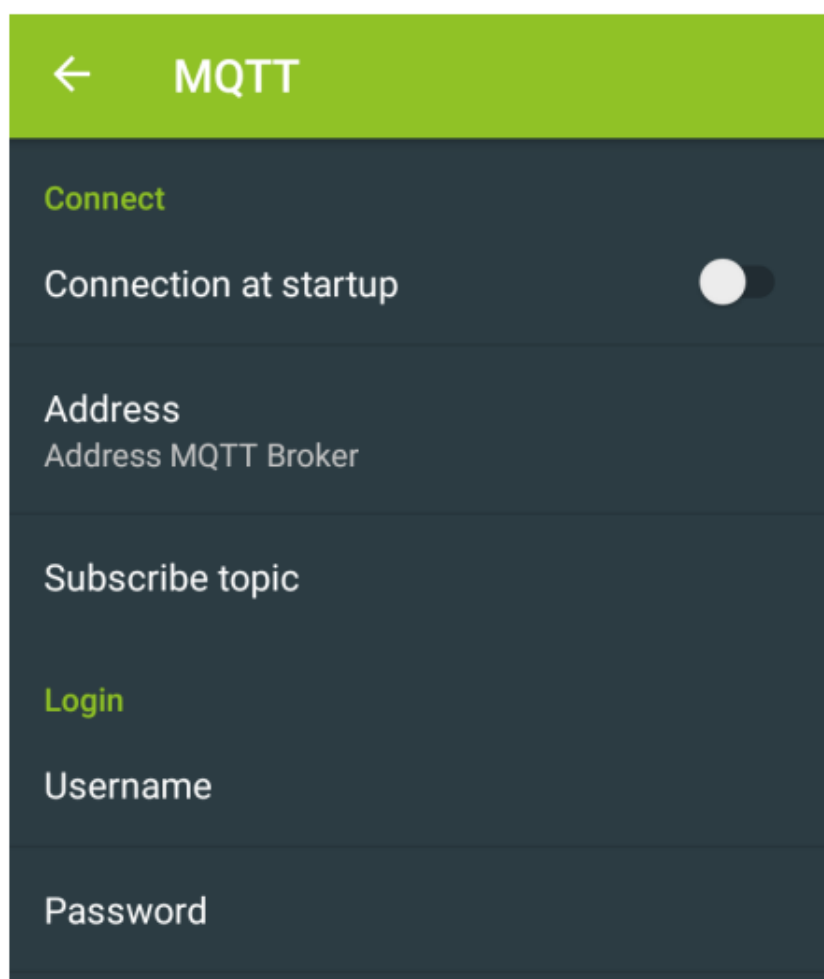 MQTT
Connect
Connection at startup
Address
Address MQTT Broker
Subscribe topic
Login
Username
Password